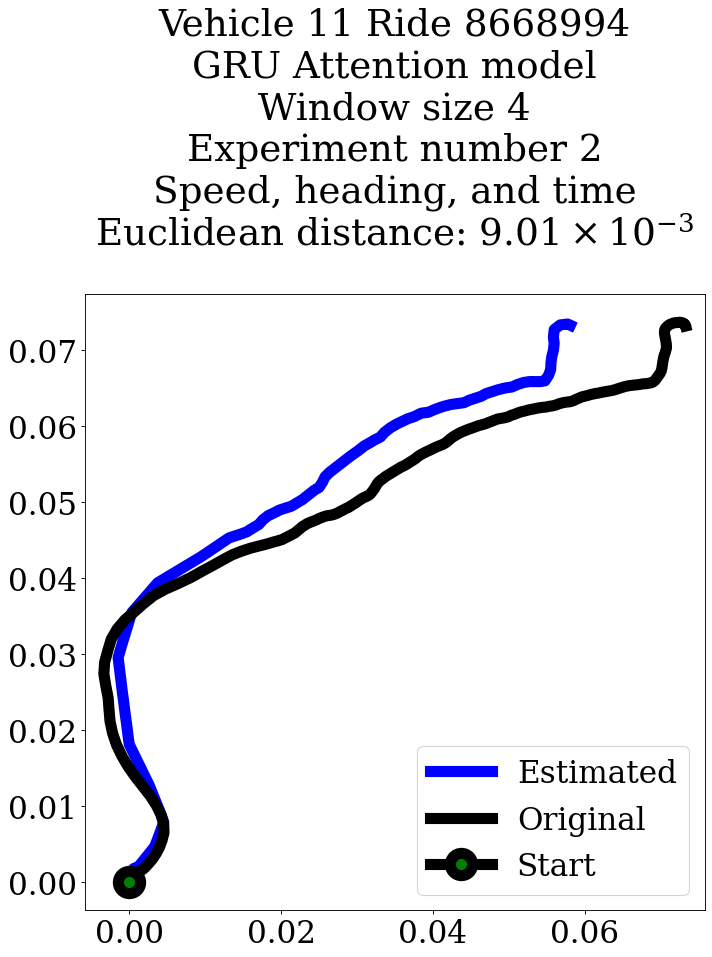 Vehicle 11 Ride 8668994
GRU Attention model
Window size 4
Experiment number 2
Speed, heading, and time
Euclidean distance: 9.01 × 10⁻³
0.07
0.06
0.05
0.04
0.03
0.02
0.01
0.00
Estimated
Original
Start
0.00 0.02 0.04 0.06